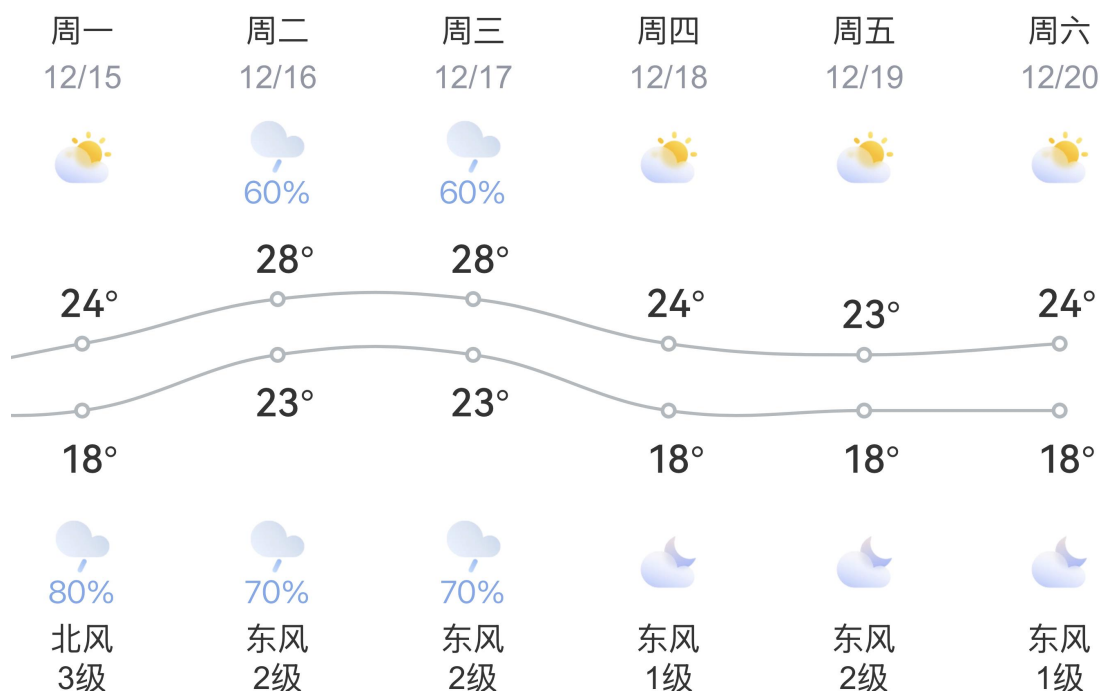 周一 周二 周三 周四 周五 周六
12/15 12/16 12/17 12/18 12/19 12/20
60% 60%
24° 28° 28° 24° 23° 24°
18° 23° 23° 18° 18° 18°
80% 70% 70%
北风 东风 东风 东风 东风 东风
3级 2级 2级 1级 2级 1级